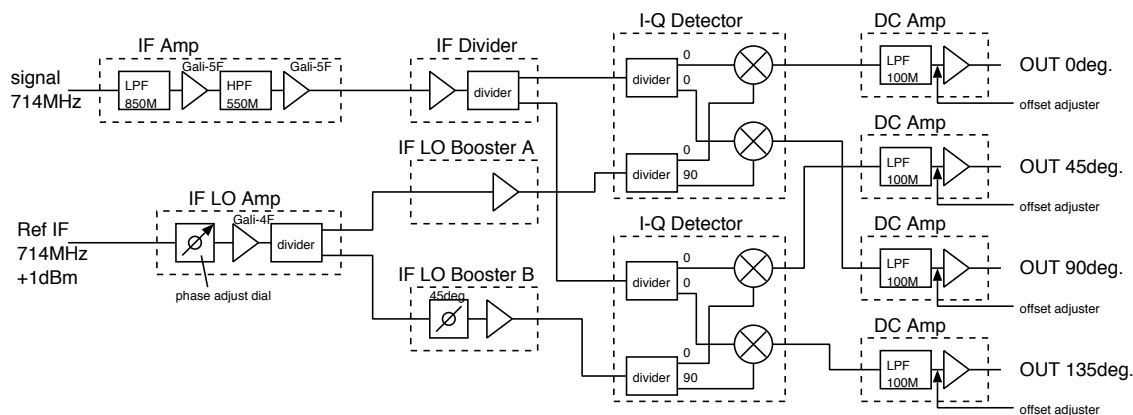 IF Amp
IF Divider
I-Q Detector
DC Amp
signal
714MHz
LPF
850M
Gali-5F
HPF
550M
Gali-5F
divider
divider
0
0
LPF
100M
OUT 0deg.
offset adjuster
IF LO Booster A
divider
0
90
DC Amp
LPF
100M
OUT 45deg.
offset adjuster
IF LO Amp
Ref IF
714MHz
+1dBm
Gali-4F
divider
phase adjust dial
IF LO Booster B
45deg
I-Q Detector
divider
0
0
divider
0
90
DC Amp
LPF
100M
OUT 90deg.
offset adjuster
DC Amp
LPF
100M
OUT 135deg.
offset adjuster